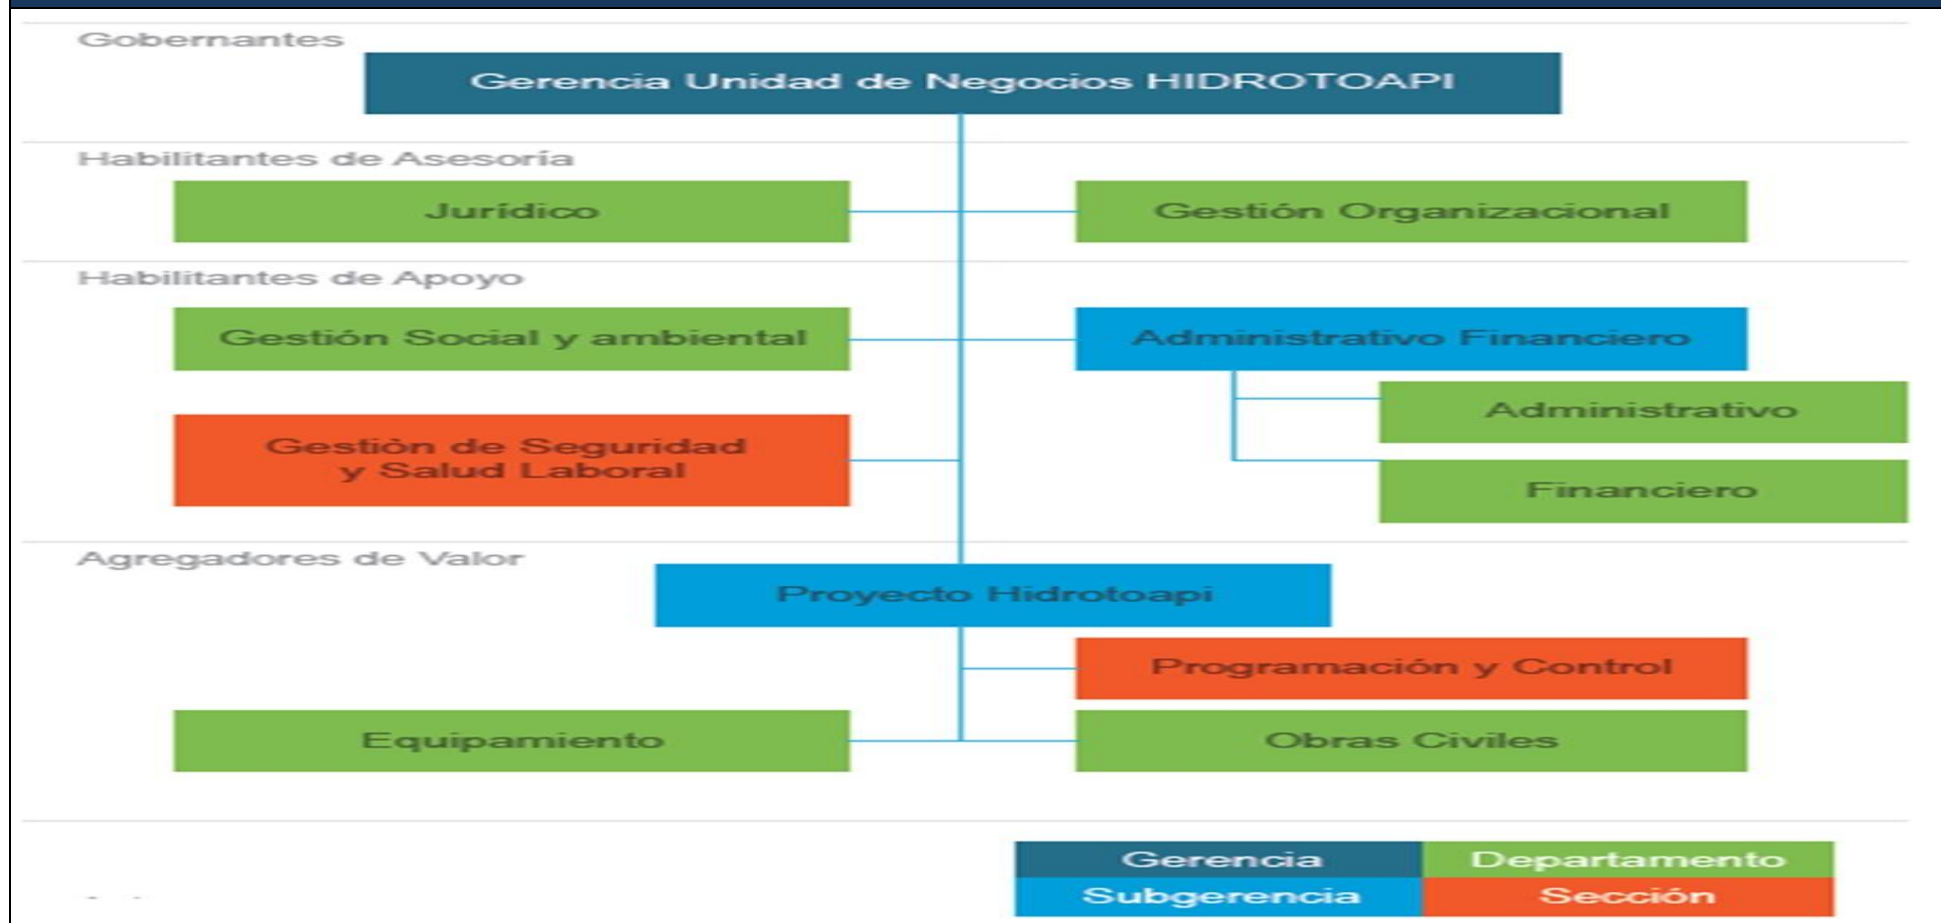 Gobernantes
Gerencia Unidad de Negocios HIDROTOAPI
Habilitantes de Asesoría
Jurídico
Gestión Organizacional
Habilitantes de Apoyo
Gestión Social y ambiental
Administrativo Financiero
Administrativo
Gestiòn de Seguridad
y Salud Laboral
Financiero
Agregadores de Valor
Proyecto Hidrotoapi
Programación y Control
Equipamiento
Obras Civiles
Gerencia
Departamento
Subgerencia
Sección